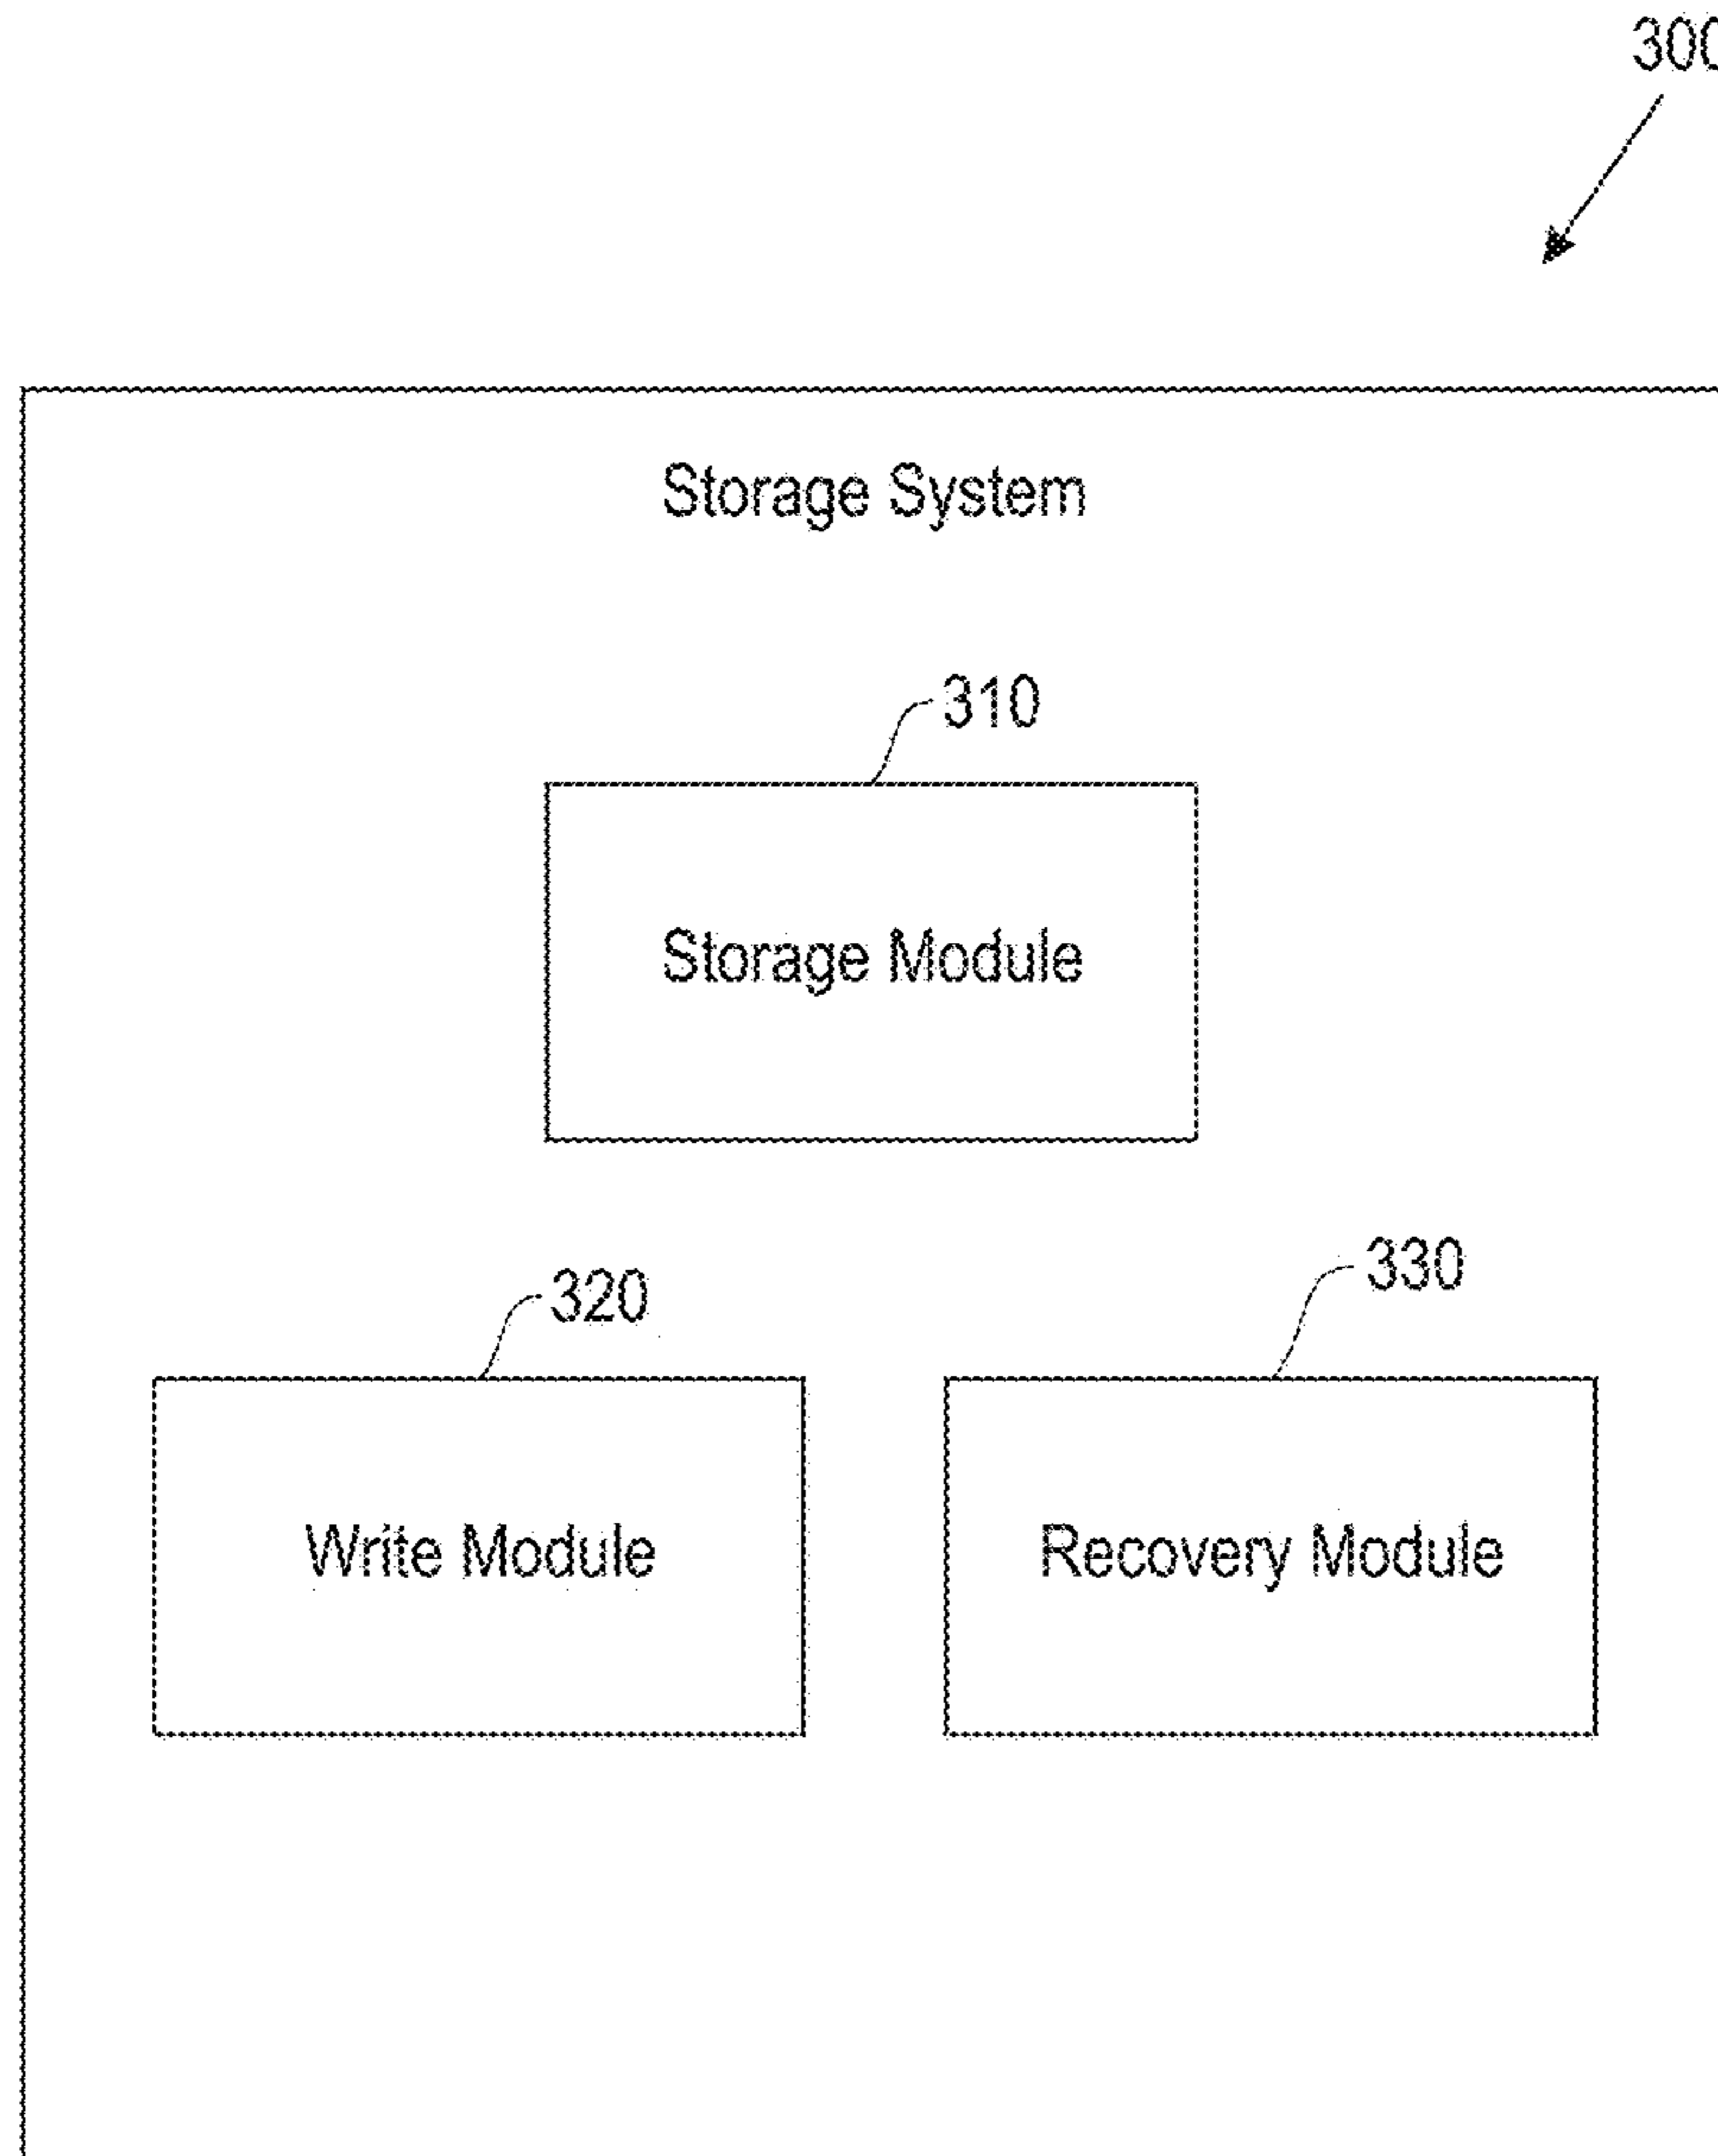 300
Storage System
310
Storage Module
320
330
Write Module
Recovery Module